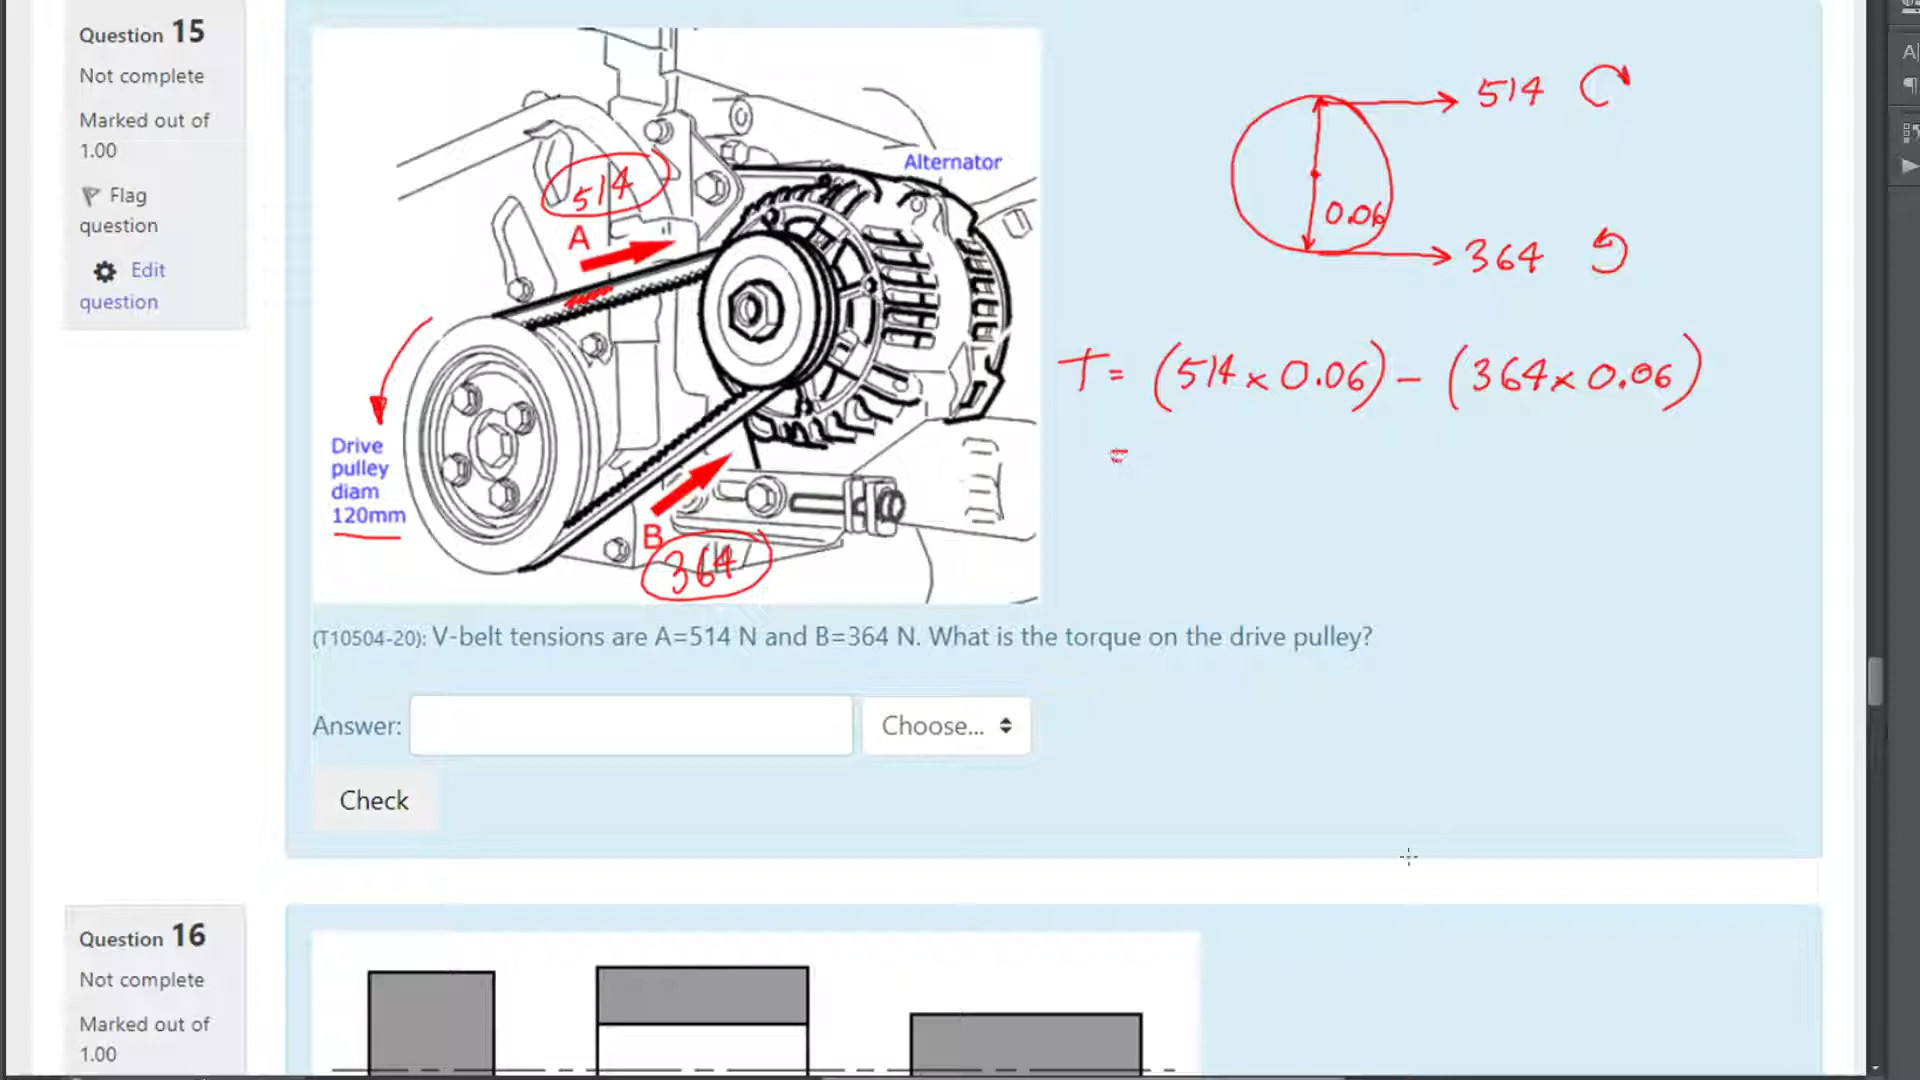 Question 15
Not complete
Marked out of
1.00
Flag
question
Edit
question
Alternator
514
A
Drive
pulley
diam
120mm
B
364
514
0.06
364
T = (514 x 0.06) - (364 x 0.06)
=
(T10504-20): V-belt tensions are A=514 N and B=364 N. What is the torque on the drive pulley?
Answer:
Choose...
Check
Question 16
Not complete
Marked out of
1.00